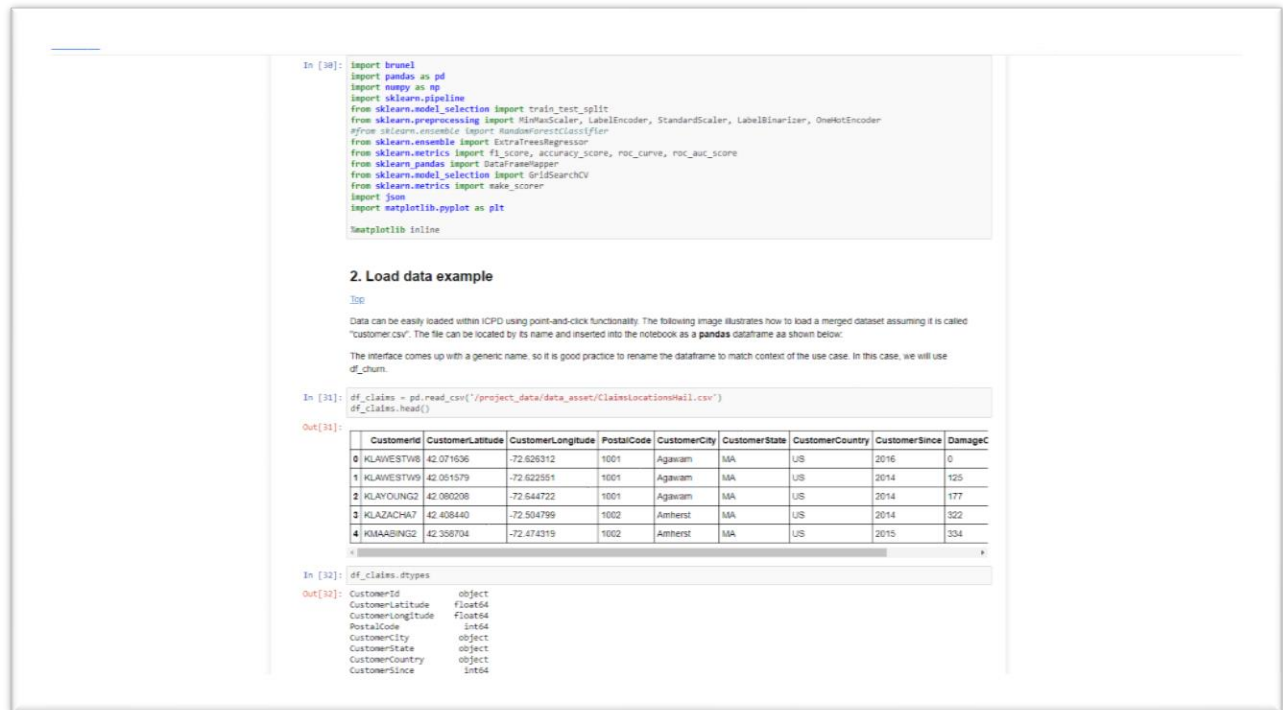 In [30]: import brunel
import pandas as pd
import numpy as np
import sklearn.pipeline
from sklearn.model_selection import train_test_split
from sklearn.preprocessing import MinMaxScaler, LabelEncoder, StandardScaler, LabelBinarizer, OneHotEncoder
#from sklearn.ensemble import RandomForestClassifier
from sklearn.ensemble import ExtraTreesRegressor
from sklearn.metrics import f1_score, accuracy_score, roc_curve, roc_auc_score
from sklearn_pandas import DataFrameMapper
from sklearn.model_selection import GridSearchCV
from sklearn.metrics import make_scorer
import json
import matplotlib.pyplot as plt
%matplotlib inline
2. Load data example
Top
Data can be easily loaded within ICPD using point-and-click functionality. The following image illustrates how to load a merged dataset assuming it is called
"customer.csv". The file can be located by its name and inserted into the notebook as a pandas dataframe aa shown below:
The interface comes up with a generic name, so it is good practice to rename the dataframe to match context of the use case. In this case, we will use
df_churn.
In [31]: df_claims = pd.read_csv('/project_data/data_asset/ClaimsLocationsHail.csv')
df_claims.head()
Out[31]:
CustomerId CustomerLatitude CustomerLongitude PostalCode CustomerCity CustomerState CustomerCountry CustomerSince DamageC
0 KLAWESTW8 42.071636 -72.626312 1001 Agawam MA US 2016 0
1 KLAWESTW9 42.051579 -72.622551 1001 Agawam MA US 2014 125
2 KLAYOUNG2 42.080208 -72.644722 1001 Agawam MA US 2014 177
3 KLAZACHA7 42.408440 -72.504799 1002 Amherst MA US 2014 322
4 KMAABING2 42.358704 -72.474319 1002 Amherst MA US 2015 334
In [32]: df_claims.dtypes
Out[32]: CustomerId object
CustomerLatitude float64
CustomerLongitude float64
PostalCode int64
CustomerCity object
CustomerState object
CustomerCountry object
CustomerSince int64